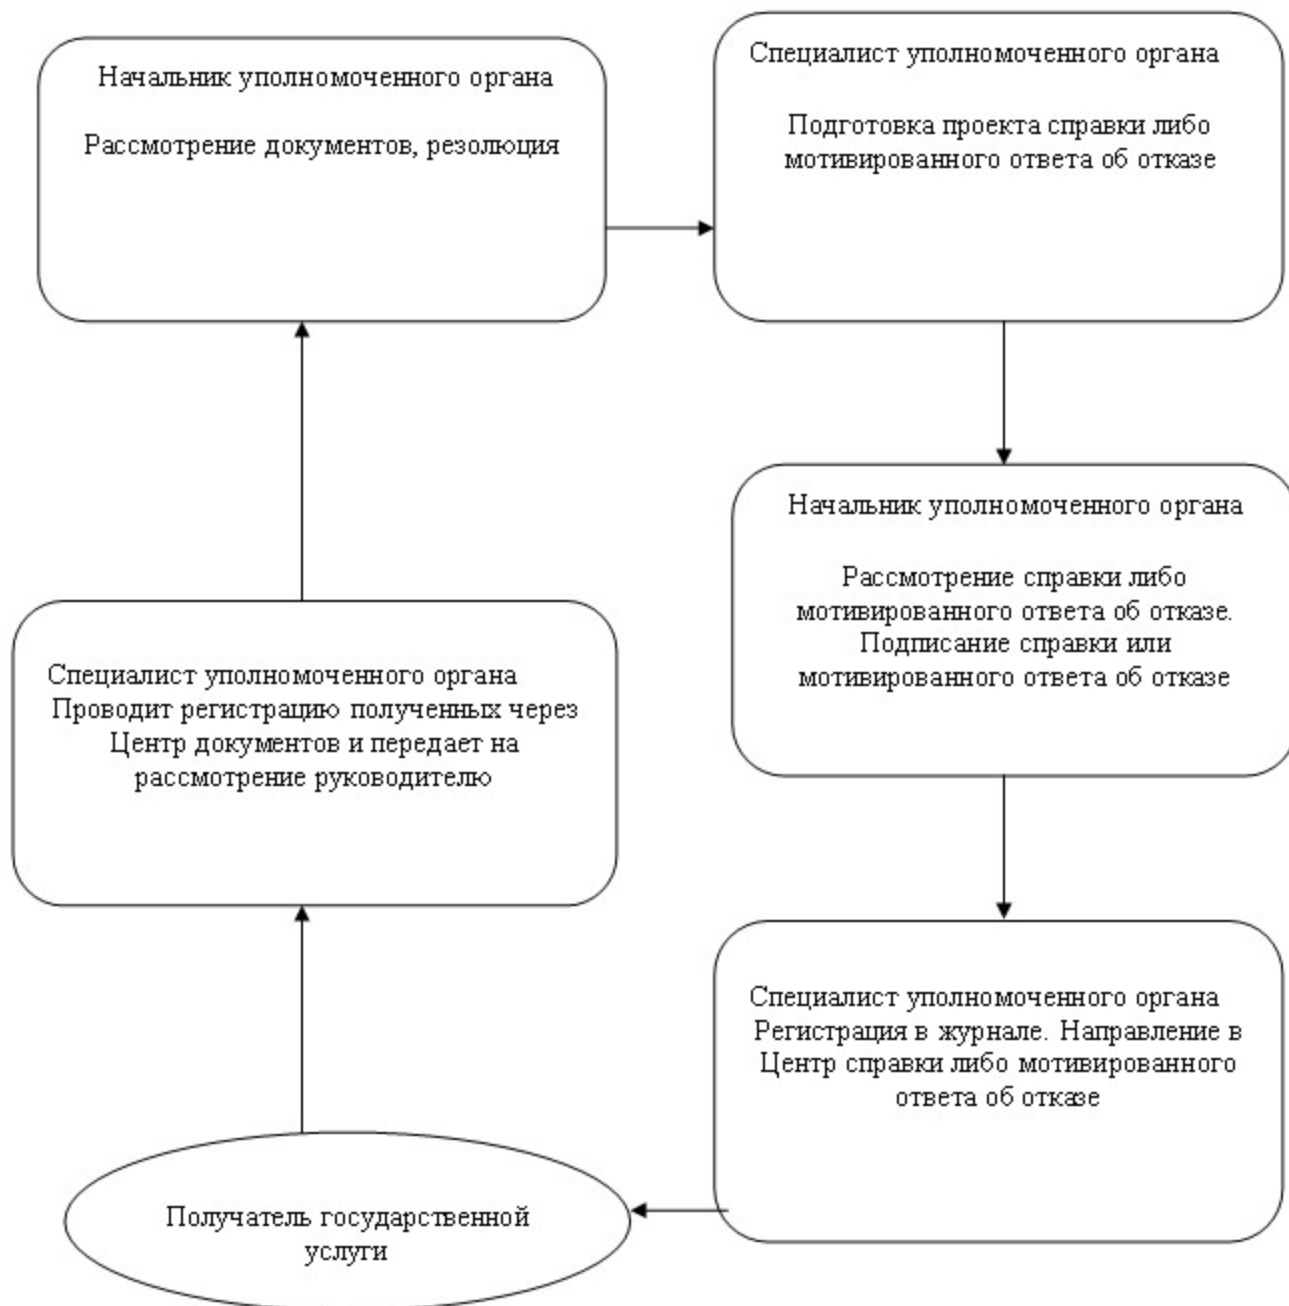 Начальник уполномоченного органа
Рассмотрение документов, резолюция
Специалист уполномоченного органа
Подготовка проекта справки либо
мотивированного ответа об отказе
Начальник уполномоченного органа
Рассмотрение справки либо
мотивированного ответа об отказе.
Подписание справки или
мотивированного ответа об отказе
Специалист уполномоченного органа
Проводит регистрацию полученных через
Центр документов и передает на
рассмотрение руководителю
Специалист уполномоченного органа
Регистрация в журнале. Направление в
Центр справки либо мотивированного
ответа об отказе
Получатель государственной
услуги